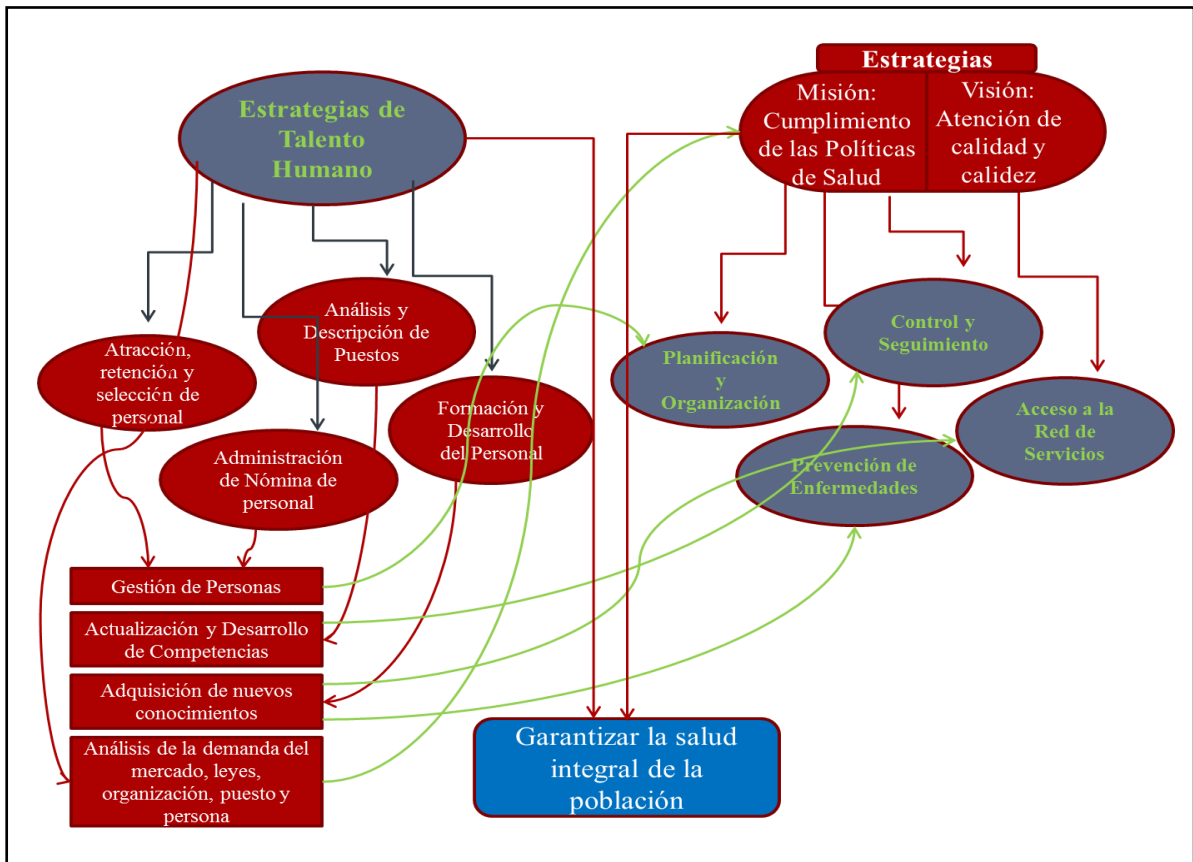 Estrategias
Misión:
Cumplimiento
de las Políticas
de Salud
Visión:
Atención de
calidad y
calidez
Estrategias de
Talento
Humano
Análisis y
Descripción de
Puestos
Atracción,
retención y
selección de
personal
Formación y
Desarrollo
del Personal
Administración
de Nómina de
personal
Control y
Seguimiento
Planificación
y
Organización
Acceso a la
Red de
Servicios
Prevención de
Enfermedades
Gestión de Personas
Actualización y Desarrollo
de Competencias
Adquisición de nuevos
conocimientos
Análisis de la demanda del
mercado, leyes,
organización, puesto y
persona
Garantizar la salud
integral de la
población